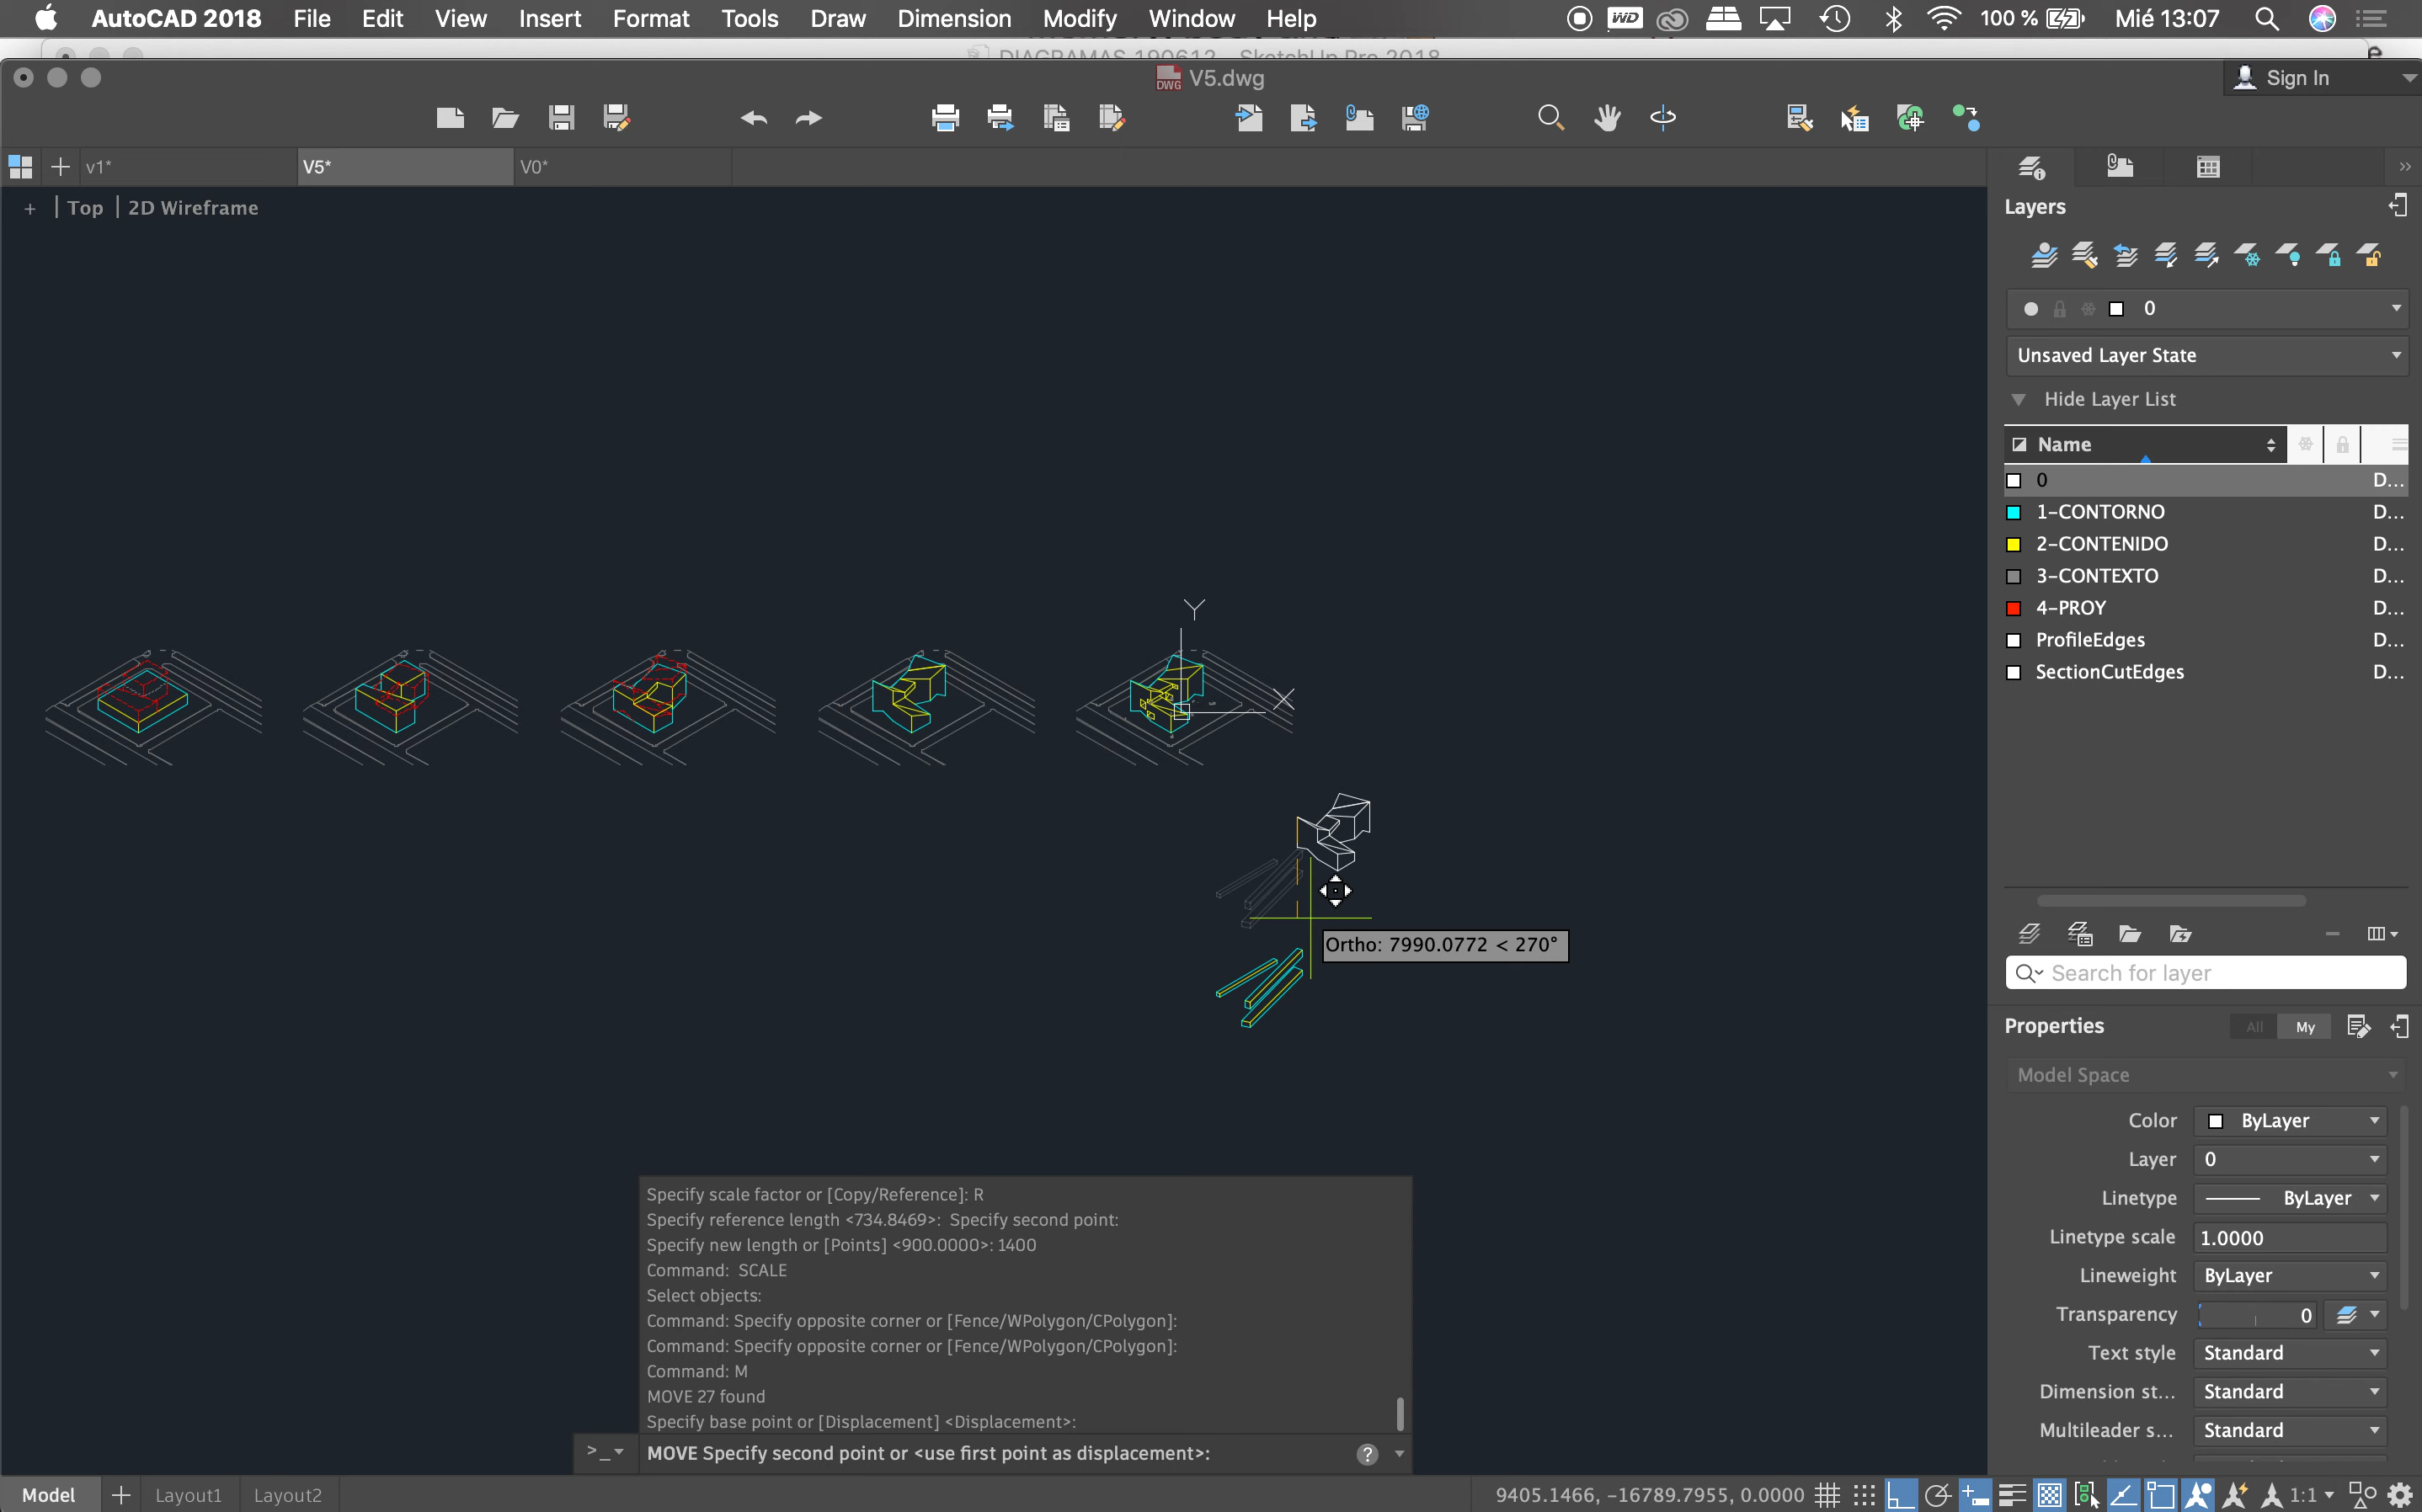 AutoCAD 2018 File Edit View Insert Format Tools Draw Dimension Modify Window Help WD 100 % Mié 13:07
DIAGRAMAS 190612 - SketchUp Pro 2018
DWG V5.dwg
Sign In
v1* V5* V0*
+ Top 2D Wireframe
Layers
0
Unsaved Layer State
Hide Layer List
Name
0 D...
1-CONTORNO D...
2-CONTENIDO D...
3-CONTEXTO D...
4-PROY D...
ProfileEdges D...
SectionCutEdges D...
Y
X
Ortho: 7990.0772 < 270°
Search for layer
Properties All My
Model Space
Color ByLayer
Layer 0
Linetype ByLayer
Linetype scale 1.0000
Lineweight ByLayer
Transparency 0
Text style Standard
Dimension st... Standard
Multileader s... Standard
Specify scale factor or [Copy/Reference]: R
Specify reference length <734.8469>: Specify second point:
Specify new length or [Points] <900.0000>: 1400
Command: SCALE
Select objects:
Command: Specify opposite corner or [Fence/WPolygon/CPolygon]:
Command: Specify opposite corner or [Fence/WPolygon/CPolygon]:
Command: M
MOVE 27 found
Specify base point or [Displacement] <Displacement>:
>_ MOVE Specify second point or <use first point as displacement>: ?
Model + Layout1 Layout2 9405.1466, -16789.7955, 0.0000 1:1